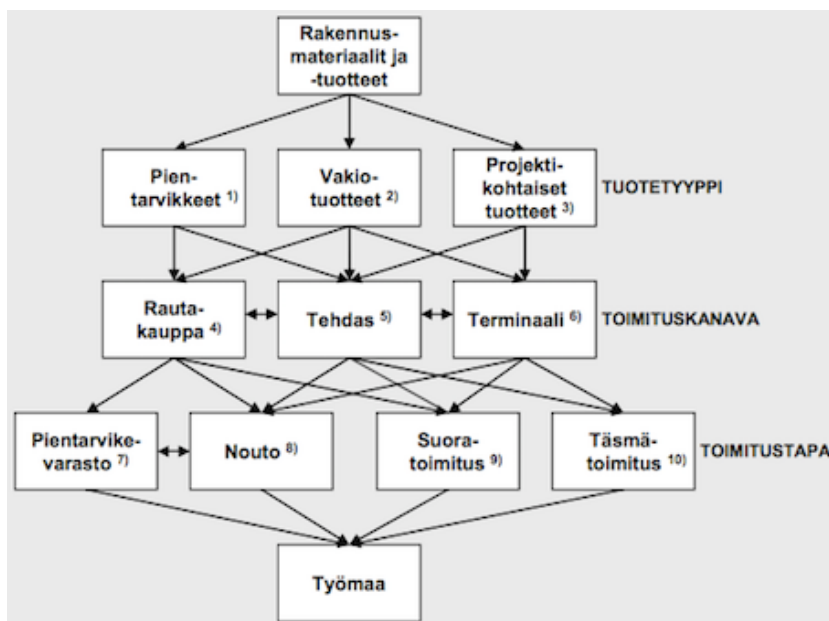 Rakennus-
materiaalit ja
-tuotteet
Pien-
tarvikkeet 1)
Vakio-
tuotteet 2)
Projekti-
kohtaiset
tuotteet 3)
TUOTETYYPPI
Rauta-
kauppa 4)
Tehdas 5)
Terminaali 6)
TOIMITUSKANAVA
Pientarvike-
varasto 7)
Nouto 8)
Suora-
toimitus 9)
Täsmä-
toimitus 10)
TOIMITUSTAPA
Työmaa